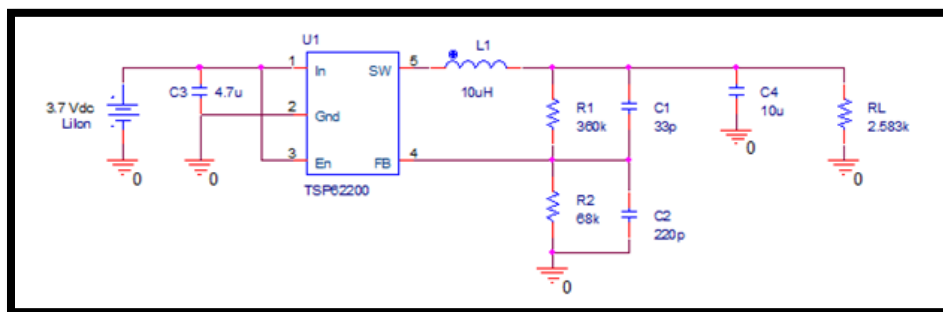 U1
L1
1
In
SW
5
10uH
C3
4.7u
3.7 Vdc
LiIon
2
Gnd
R1
360k
C1
33p
C4
10u
RL
2.583k
3
En
FB
4
TSP62200
R2
68k
C2
220p
0
0
0
0
0